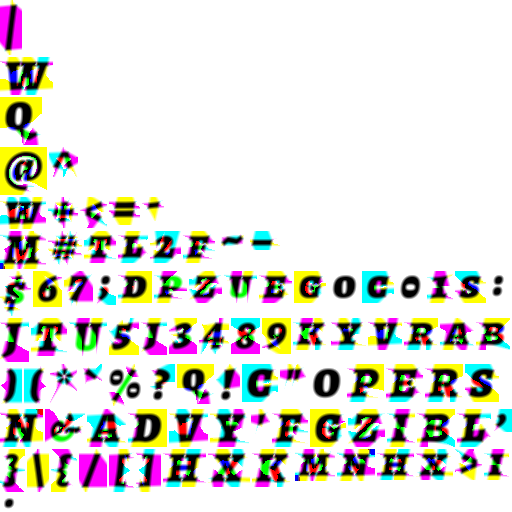 |
W
Q
@ ^
W + < = -
M # T L 2 F ~ -
$ 6 7 ; D P Z U E G O C O I S :
J T U 5 J 3 4 8 9 K Y V R A B
) ( * ` % ? Q ! C " O P E R S
N & A D V Y * F G Z I B L '
} \ { / [ ] H X K M N H X > I
.